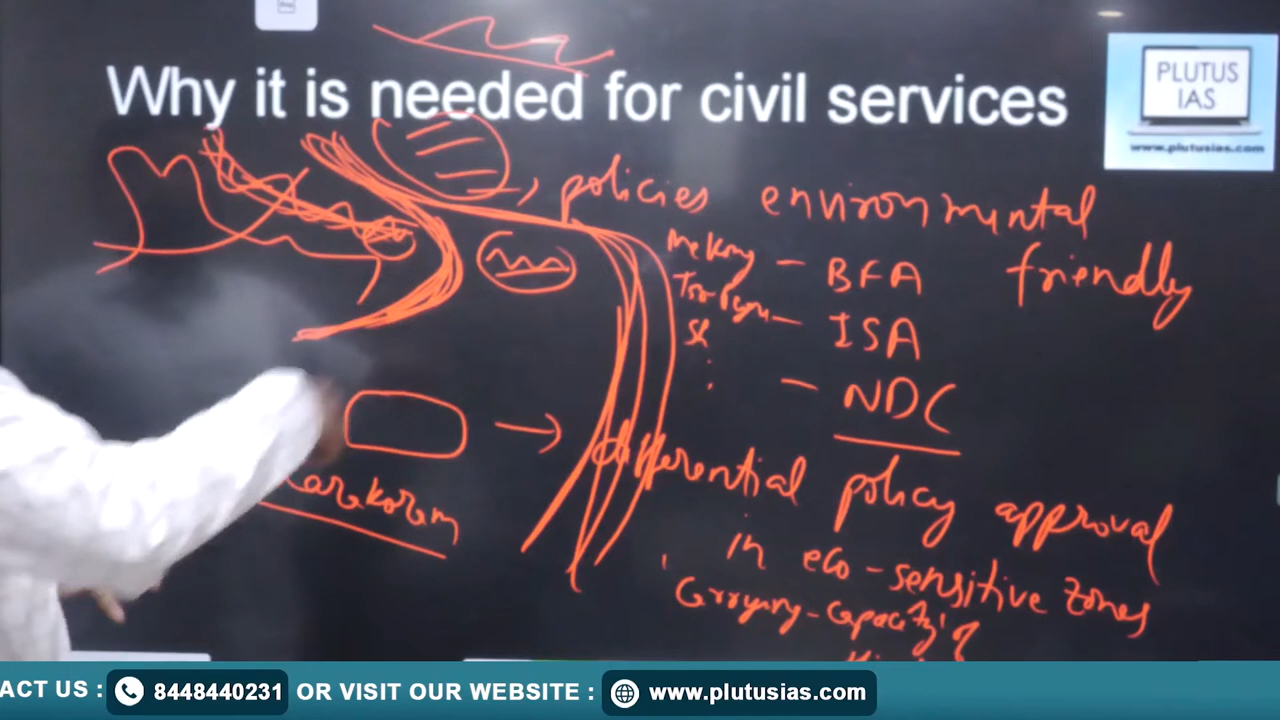 Why it is needed for civil services
PLUTUS
IAS
www.plutusias.com
, policies environmental
friendly
- BFA
- ISA
- NDC
Karakoram
→ differential policy approval
in eco-sensitive zones
ACT US : 8448440231 OR VISIT OUR WEBSITE : www.plutusias.com